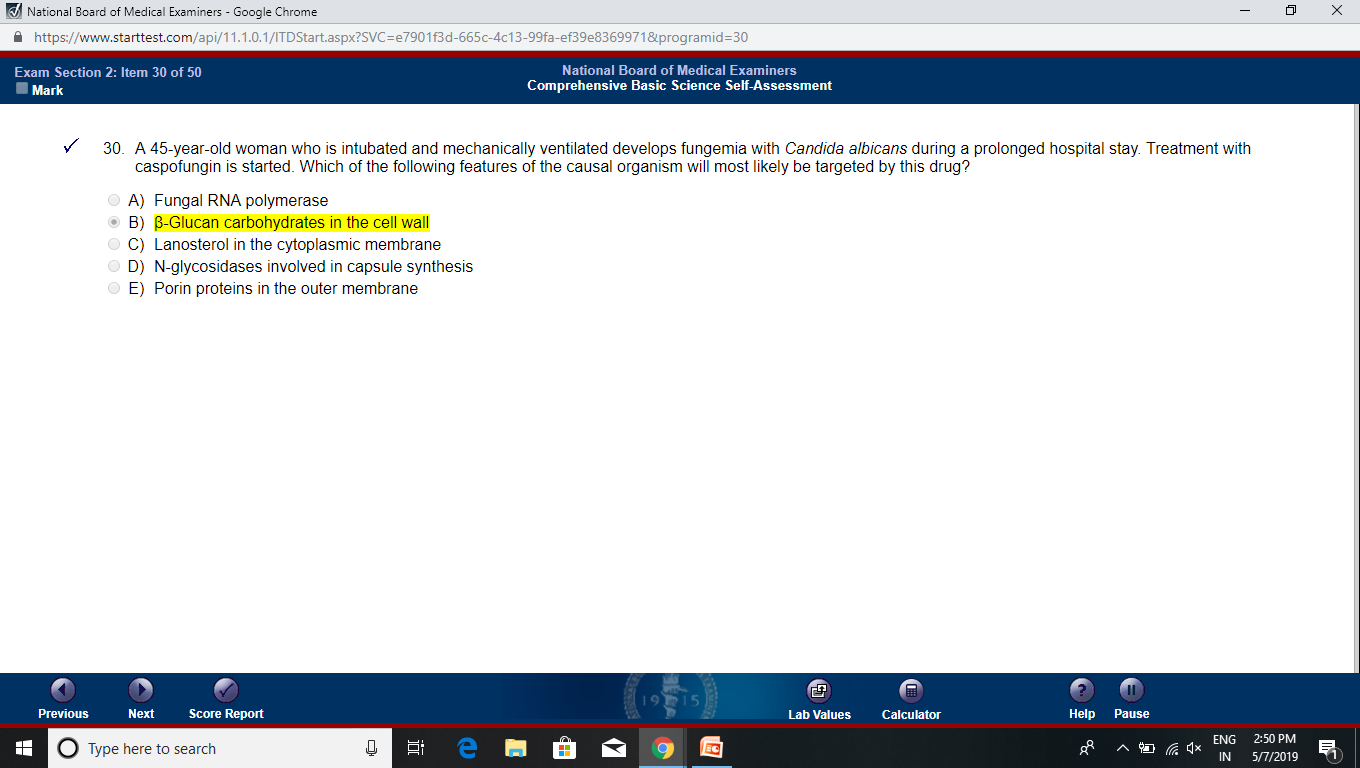 National Board of Medical Examiners - Google Chrome
https://www.starttest.com/api/11.1.0.1/ITDStart.aspx?SVC=e7901f3d-665c-4c13-99fa-ef39e8369971&programid=30
Exam Section 2: Item 30 of 50
National Board of Medical Examiners
Mark
Comprehensive Basic Science Self-Assessment
30. A 45-year-old woman who is intubated and mechanically ventilated develops fungemia with Candida albicans during a prolonged hospital stay. Treatment with
caspofungin is started. Which of the following features of the causal organism will most likely be targeted by this drug?
A) Fungal RNA polymerase
B) β-Glucan carbohydrates in the cell wall
C) Lanosterol in the cytoplasmic membrane
D) N-glycosidases involved in capsule synthesis
E) Porin proteins in the outer membrane
19 15
Previous Next Score Report Lab Values Calculator Help Pause
Type here to search
ENG 2:50 PM
IN 5/7/2019
1